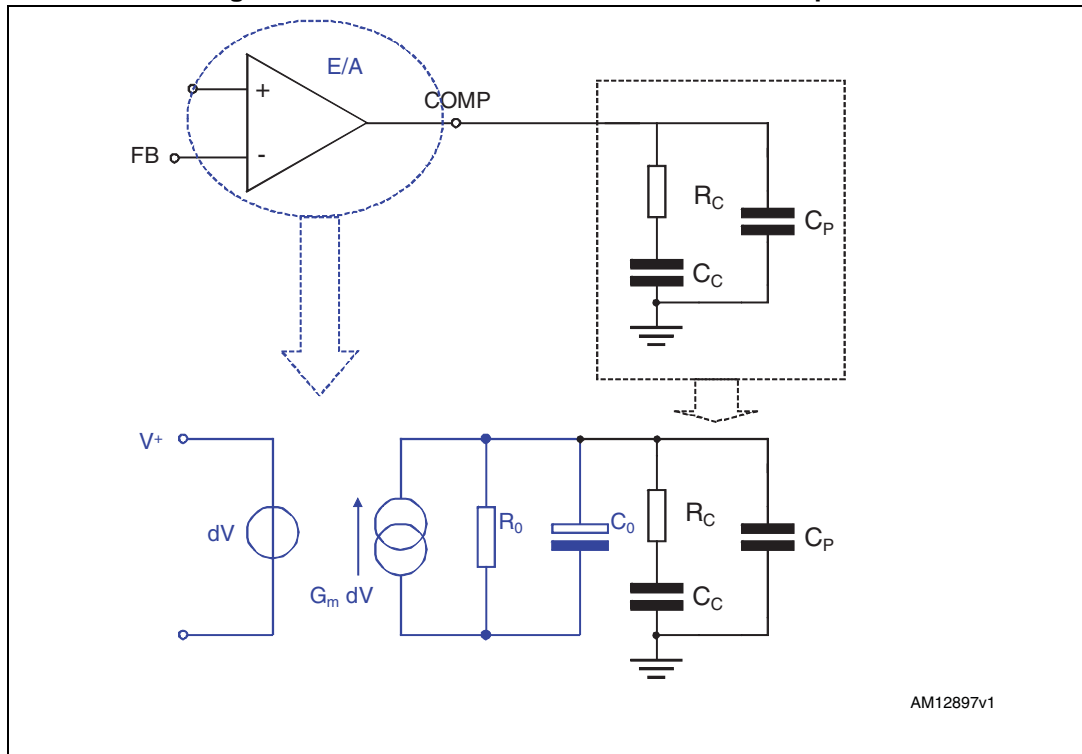 E/A
COMP
+
FB
-
R_C
C_P
C_C
V+
dV
G_m dV
R_0
C_0
R_C
C_P
C_C
AM12897v1